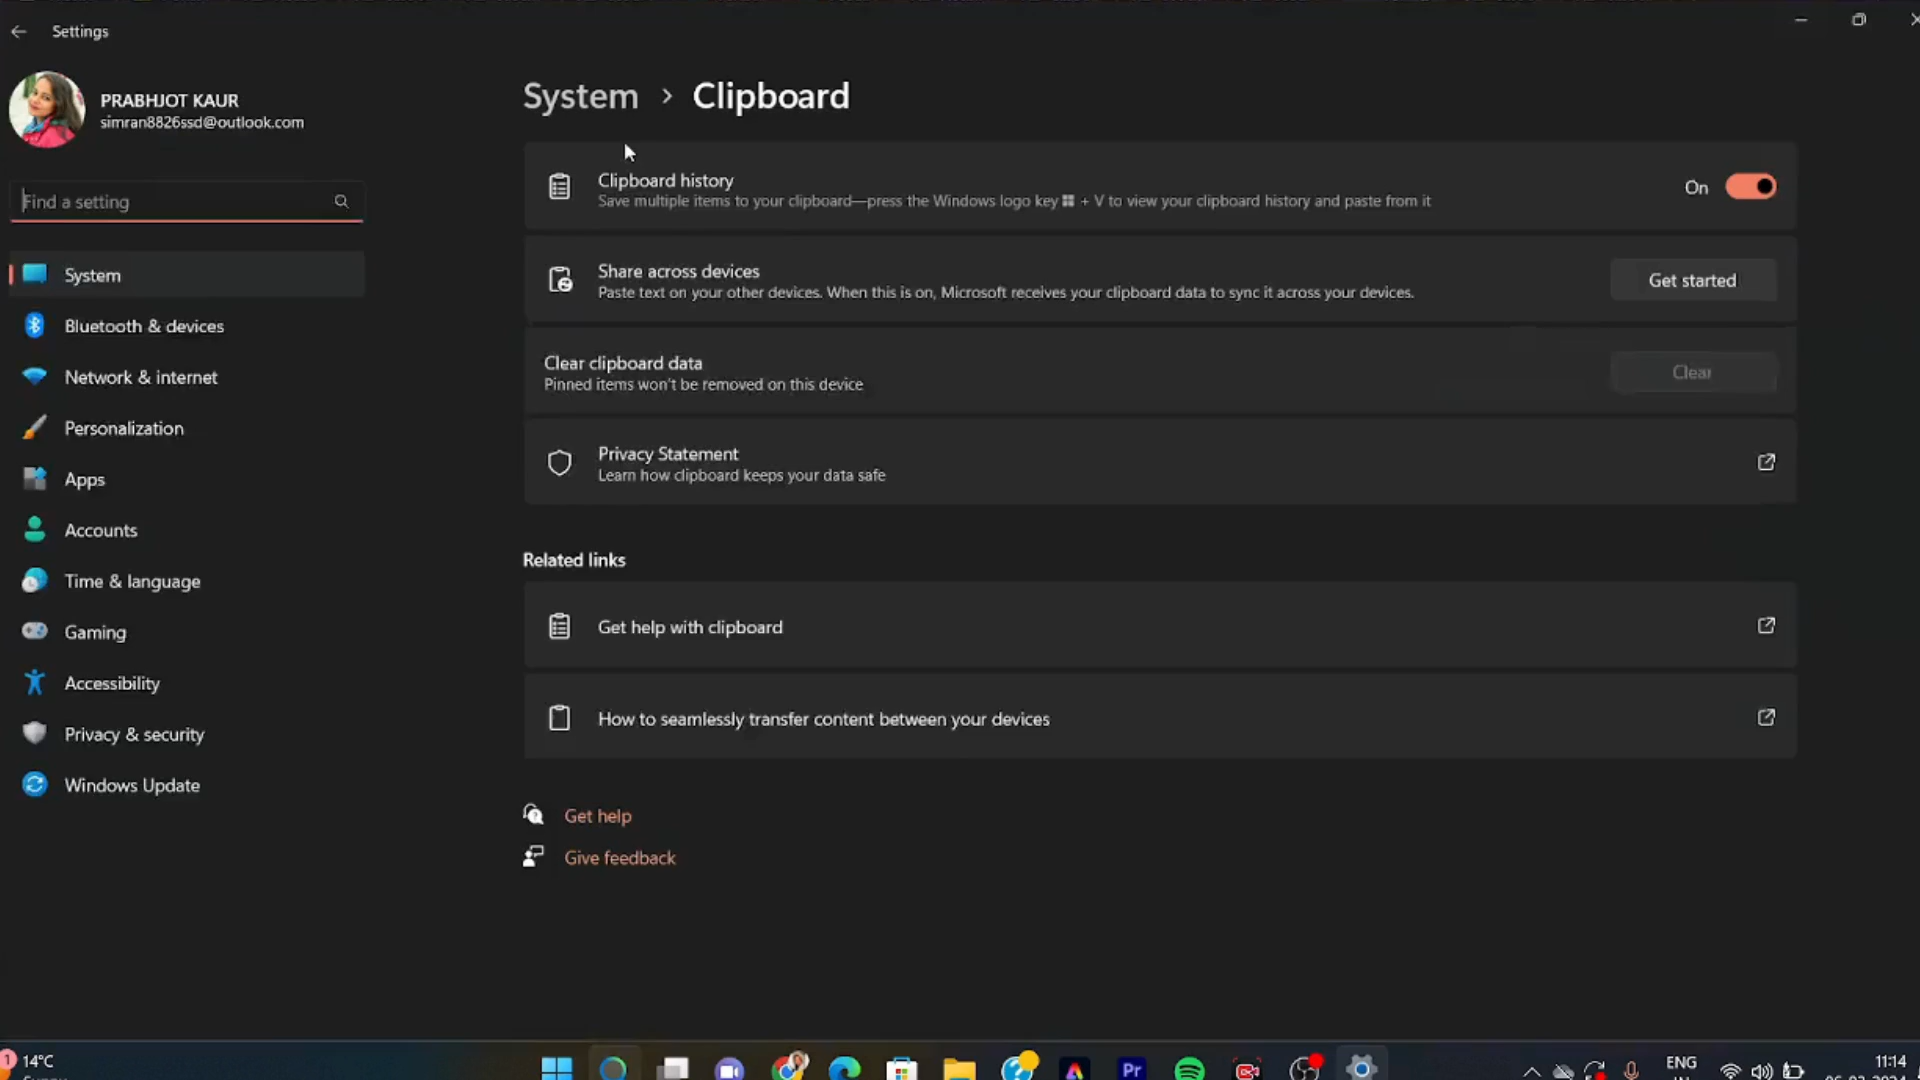 Settings
PRABHJOT KAUR
simran8826ssd@outlook.com
Find a setting
System
Bluetooth & devices
Network & internet
Personalization
Apps
Accounts
Time & language
Gaming
Accessibility
Privacy & security
Windows Update
System > Clipboard
Clipboard history
Save multiple items to your clipboard—press the Windows logo key + V to view your clipboard history and paste from it
On
Share across devices
Paste text on your other devices. When this is on, Microsoft receives your clipboard data to sync it across your devices.
Get started
Clear clipboard data
Pinned items won't be removed on this device
Clear
Privacy Statement
Learn how clipboard keeps your data safe
Related links
Get help with clipboard
How to seamlessly transfer content between your devices
Get help
Give feedback
1
14°C
Pr
ENG
11:14